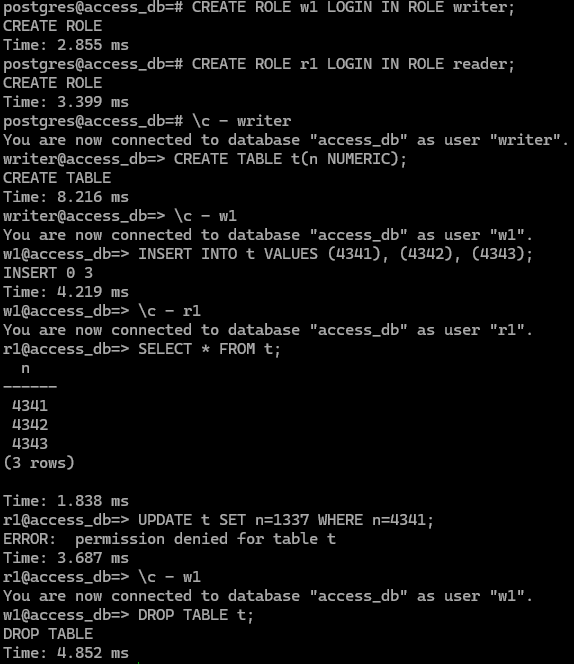 postgres@access_db=# CREATE ROLE w1 LOGIN IN ROLE writer;
CREATE ROLE
Time: 2.855 ms
postgres@access_db=# CREATE ROLE r1 LOGIN IN ROLE reader;
CREATE ROLE
Time: 3.399 ms
postgres@access_db=# \c - writer
You are now connected to database "access_db" as user "writer".
writer@access_db=> CREATE TABLE t(n NUMERIC);
CREATE TABLE
Time: 8.216 ms
writer@access_db=> \c - w1
You are now connected to database "access_db" as user "w1".
w1@access_db=> INSERT INTO t VALUES (4341), (4342), (4343);
INSERT 0 3
Time: 4.219 ms
w1@access_db=> \c - r1
You are now connected to database "access_db" as user "r1".
r1@access_db=> SELECT * FROM t;
  n
------
 4341
 4342
 4343
(3 rows)

Time: 1.838 ms
r1@access_db=> UPDATE t SET n=1337 WHERE n=4341;
ERROR:  permission denied for table t
Time: 3.687 ms
r1@access_db=> \c - w1
You are now connected to database "access_db" as user "w1".
w1@access_db=> DROP TABLE t;
DROP TABLE
Time: 4.852 ms